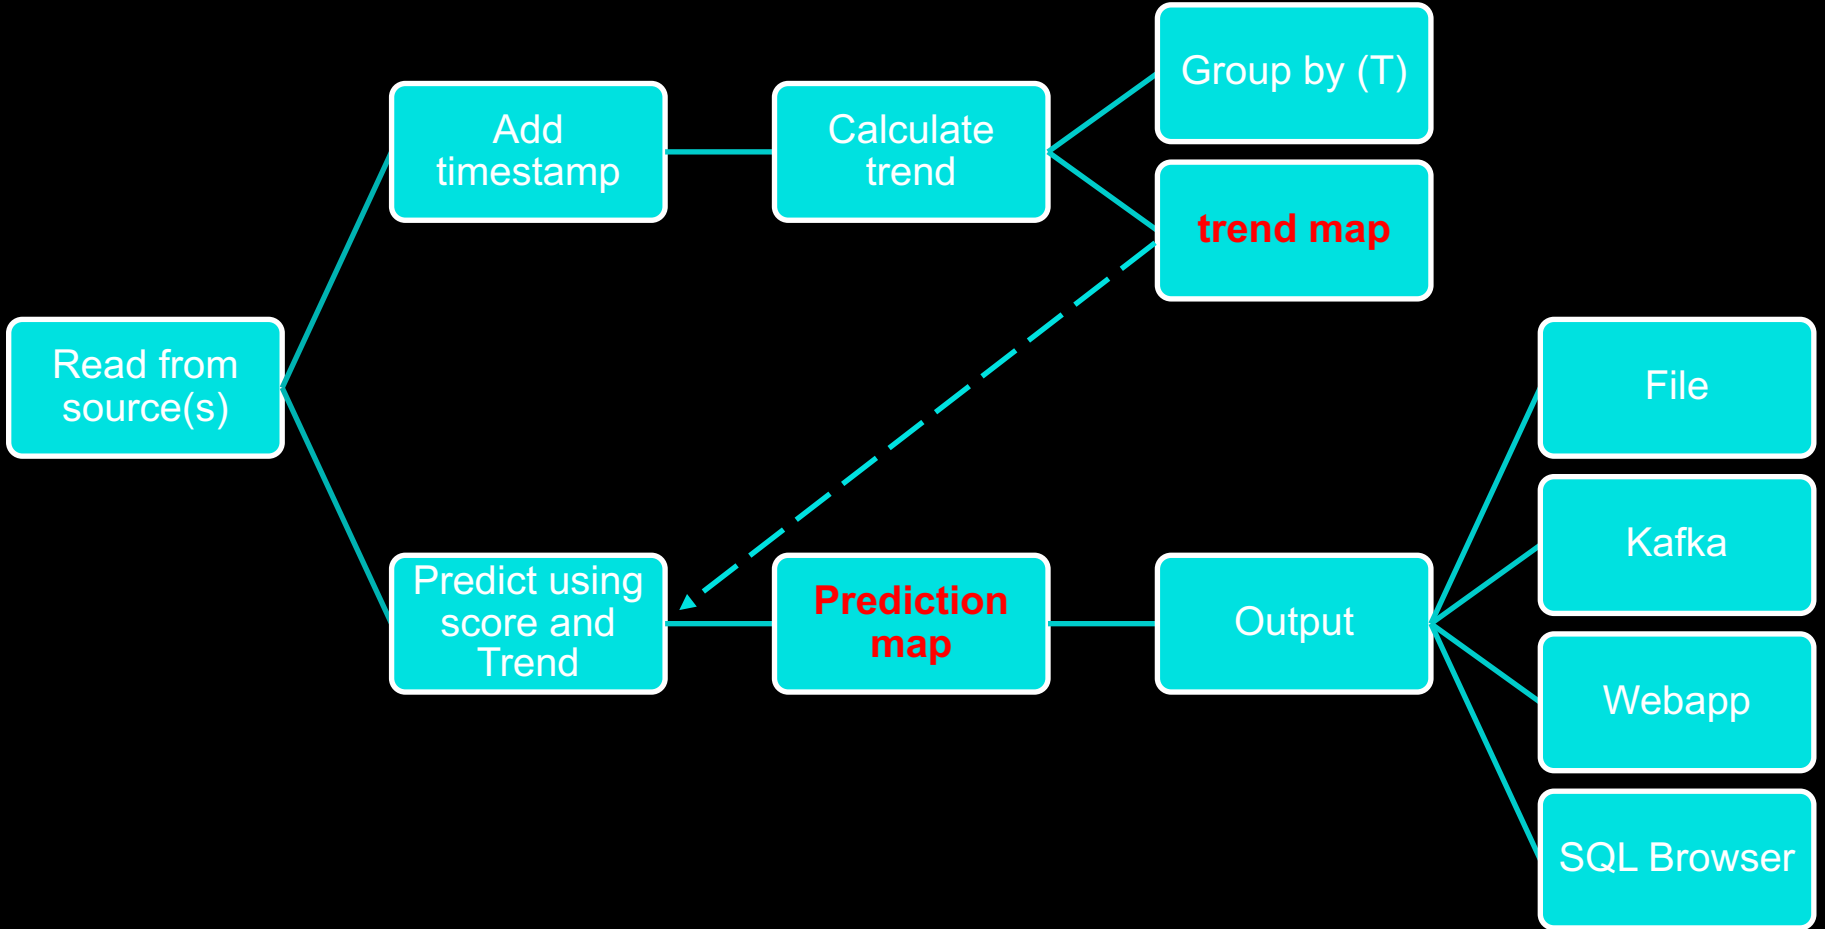 Group by (T)
Add
timestamp
Calculate
trend
trend map
Read from
source(s)
File
Kafka
Predict using
score and
Trend
Prediction
map
Output
Webapp
SQL Browser